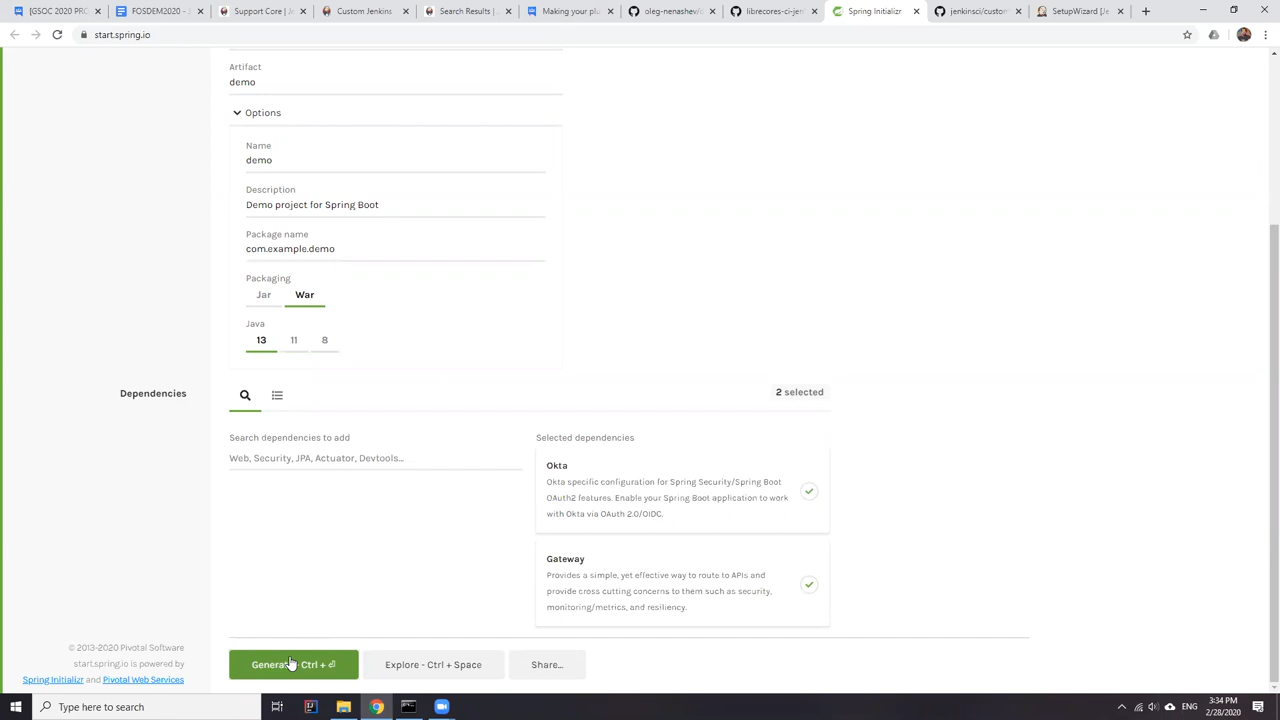 [GSOC 2020 PRO
FOSDEM2020 -
Support Core | J
Custom Jenkins
Search Results |
Making your plu
oleg-nenashev/
libreoffice
start.spring.io
Spring Initializr
jenkinsci/custom
SetupWizard [Je
Artifact
demo
Options
Name
demo
Description
Demo project for Spring Boot
Package name
com.example.demo
Packaging
Jar War
Java
13 11 8
Dependencies
2 selected
Search dependencies to add
Web, Security, JPA, Actuator, Devtools...
Selected dependencies
Okta
Okta specific configuration for Spring Security/Spring Boot
OAuth2 features. Enable your Spring Boot application to work
with Okta via OAuth 2.0/OIDC.
Gateway
Provides a simple, yet effective way to route to APIs and
provide cross cutting concerns to them such as security,
monitoring/metrics, and resiliency.
© 2013-2020 Pivotal Software
start.spring.io is powered by
Spring Initializr and Pivotal Web Services
Generate - Ctrl + ⏎
Explore - Ctrl + Space
Share...
Type here to search
ENG
3:34 PM
2/28/2020